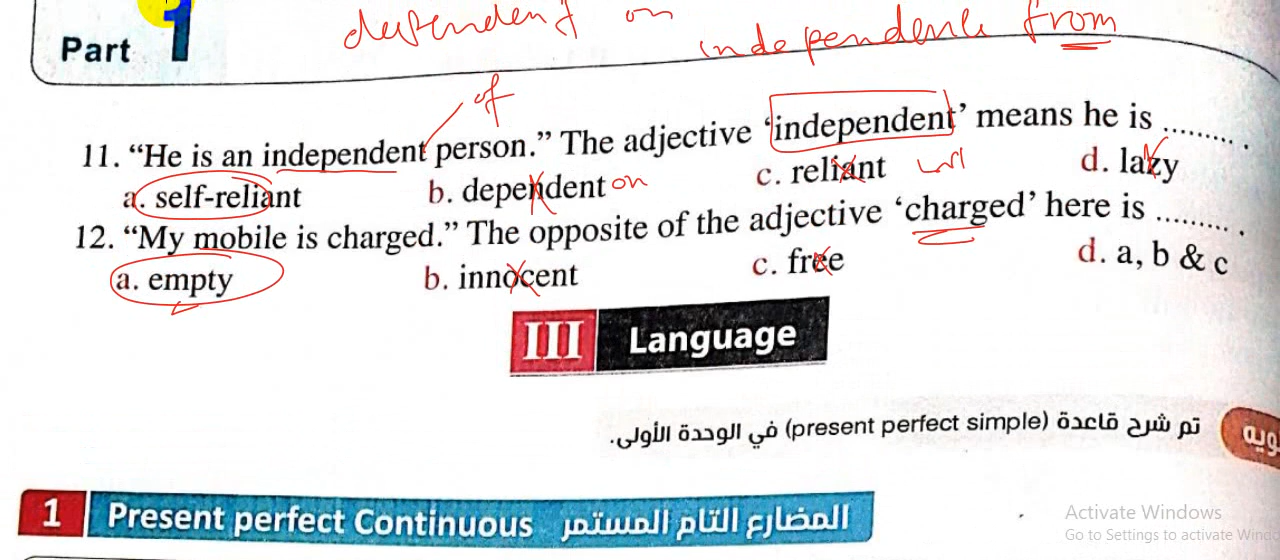 dependent on
independence from
Part 1
of
11. “He is an independent person.” The adjective ‘independent’ means he is ..........
a. self-reliant b. dependent on c. reliant d. lazy
12. “My mobile is charged.” The opposite of the adjective ‘charged’ here is ..........
a. empty b. innocent c. free d. a, b & c
III Language
تم شرح قاعدة (present perfect simple) في الوحدة الأولى.
1 Present perfect Continuous المضارع التام المستمر
Activate Windows
Go to Settings to activate